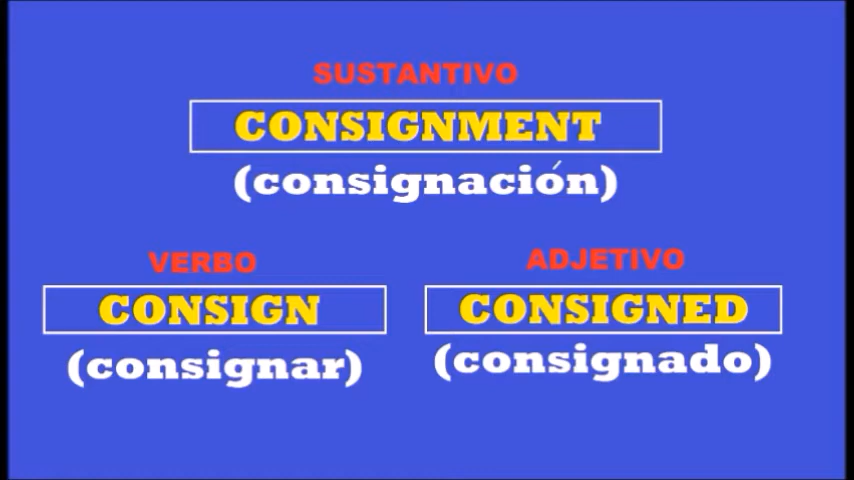 SUSTANTIVO
CONSIGNMENT
(consignación)
VERBO
CONSIGN
(consignar)
ADJETIVO
CONSIGNED
(consignado)